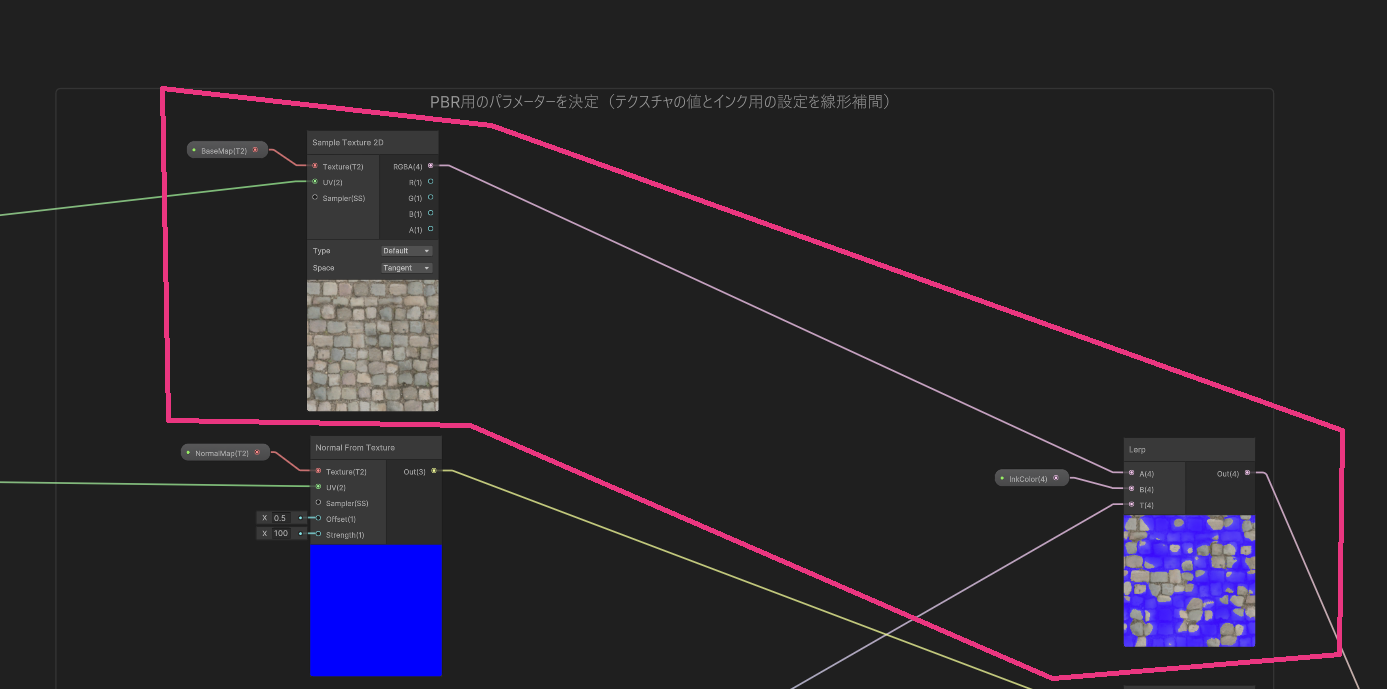 PBR用のパラメーターを決定（テクスチャの値とインク用の設定を線形補間）
Sample Texture 2D
BaseMap(T2)
Texture(T2)
RGBA(4)
UV(2)
R(1)
Sampler(SS)
G(1)
B(1)
A(1)
Type
Default
Space
Tangent
Normal From Texture
NormalMap(T2)
Texture(T2)
Out(3)
UV(2)
Sampler(SS)
X 0.5
Offset(1)
X 100
Strength(1)
Lerp
InkColor(4)
A(4)
Out(4)
B(4)
T(4)